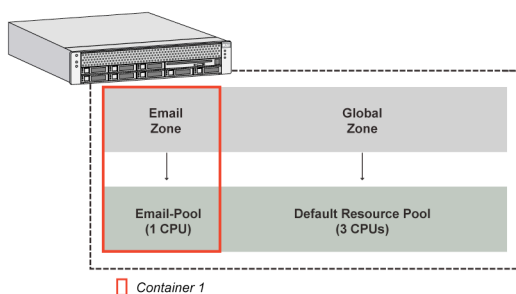 Email
Zone
Global
Zone
Email-Pool
(1 CPU)
Default Resource Pool
(3 CPUs)
Container 1